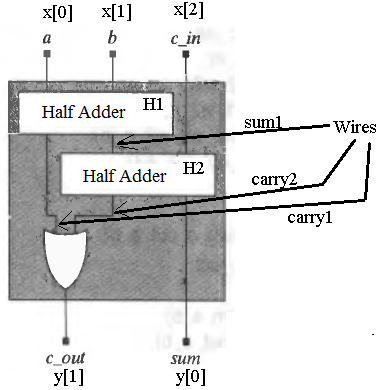 x[0] x[1] x[2]
a b c_in
H1
Half Adder
sum1 Wires
H2
Half Adder
carry2
carry1
c_out sum
y[1] y[0]